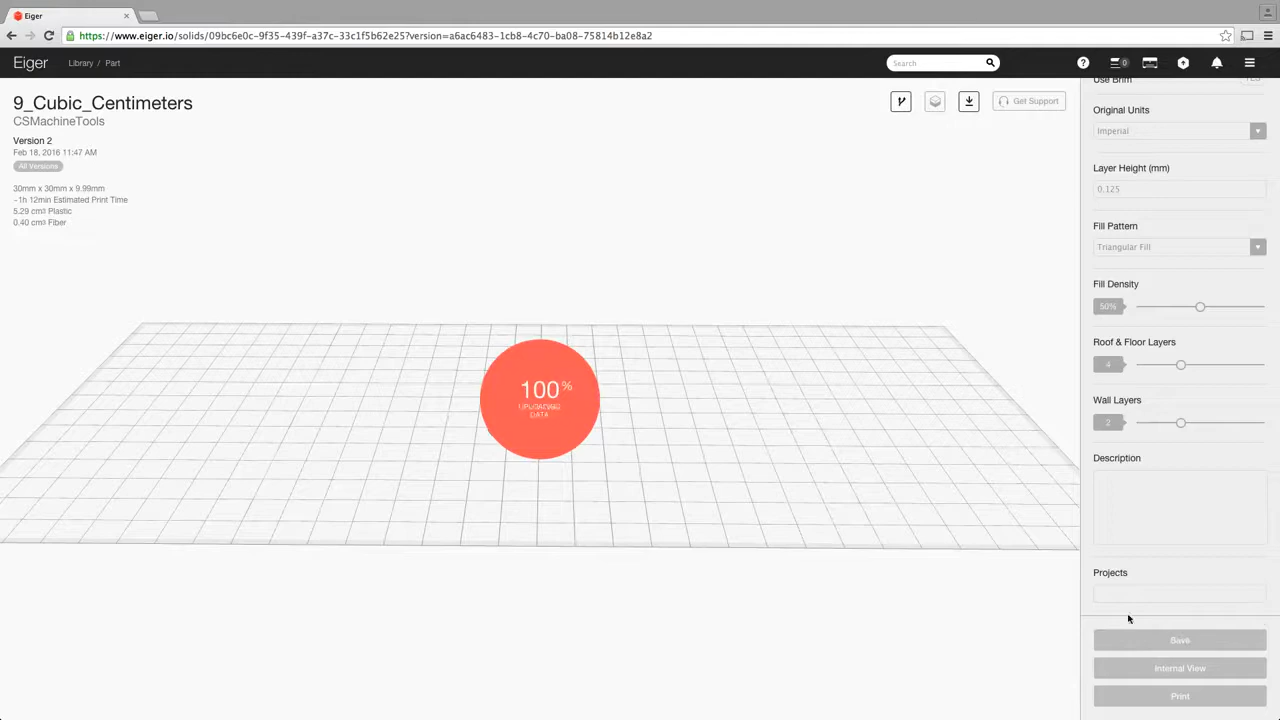 Eiger
https://www.eiger.io/solids/09bc6e0c-9f35-439f-a37c-33c1f5b62e25?version=a6ac6483-1cb8-4c70-ba08-75814b12e8a2
Eiger
Library / Part
Search
?
0
9_Cubic_Centimeters
CSMachineTools
Version 2
Feb 18, 2016 11:47 AM
All Versions
30mm x 30mm x 9.99mm
~1h 12min Estimated Print Time
5.29 cm³ Plastic
0.40 cm³ Fiber
Get Support
100%
UPLOADING
DATA
Use Brim
YES
Original Units
Imperial
Layer Height (mm)
0.125
Fill Pattern
Triangular Fill
Fill Density
50%
Roof & Floor Layers
4
Wall Layers
2
Description
Projects
Save
Internal View
Print